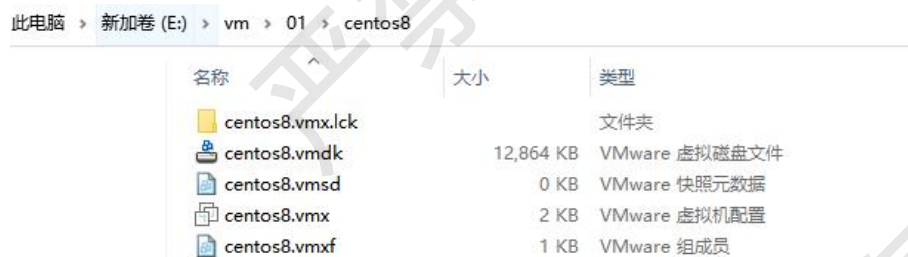 此电脑 > 新加卷 (E:) > vm > 01 > centos8
名称 大小 类型
centos8.vmx.lck 文件夹
centos8.vmdk 12,864 KB VMware 虚拟磁盘文件
centos8.vmsd 0 KB VMware 快照元数据
centos8.vmx 2 KB VMware 虚拟机配置
centos8.vmxf 1 KB VMware 组成员